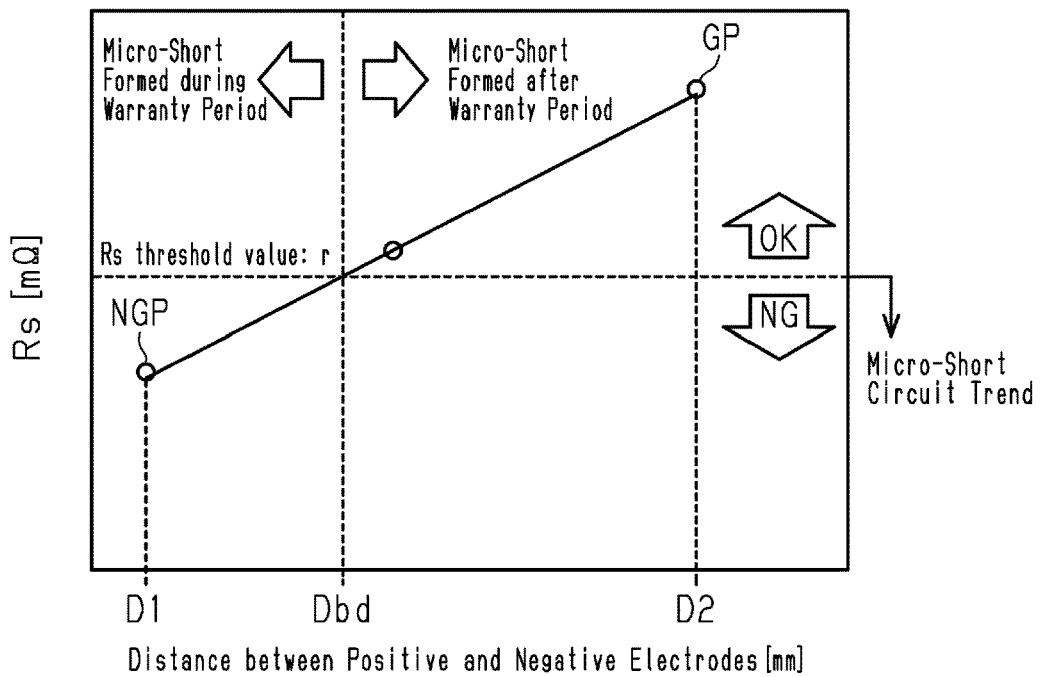 Micro-Short
Formed during
Warranty Period
Micro-Short
Formed after
Warranty Period
GP
Rs threshold value: r
OK
NG
NGP
Rs [mΩ]
Micro-Short
Circuit Trend
D1
Dbd
D2
Distance between Positive and Negative Electrodes [mm]